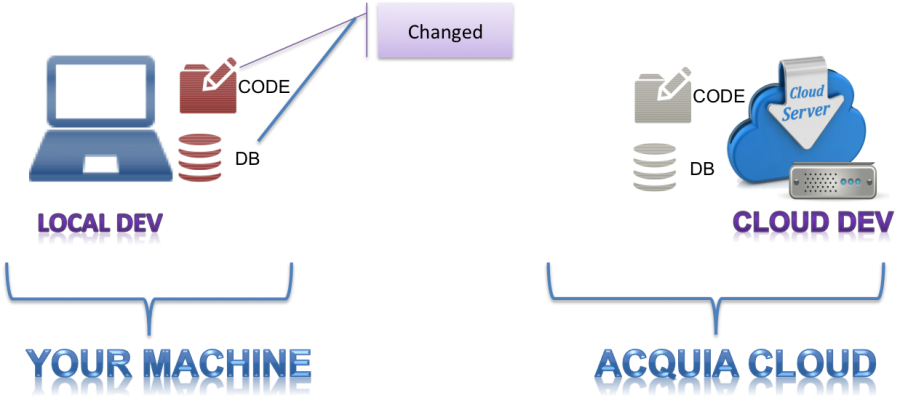 Changed
CODE
DB
LOCAL DEV
YOUR MACHINE
CODE
DB
Cloud
Server
CLOUD DEV
ACQUIA CLOUD